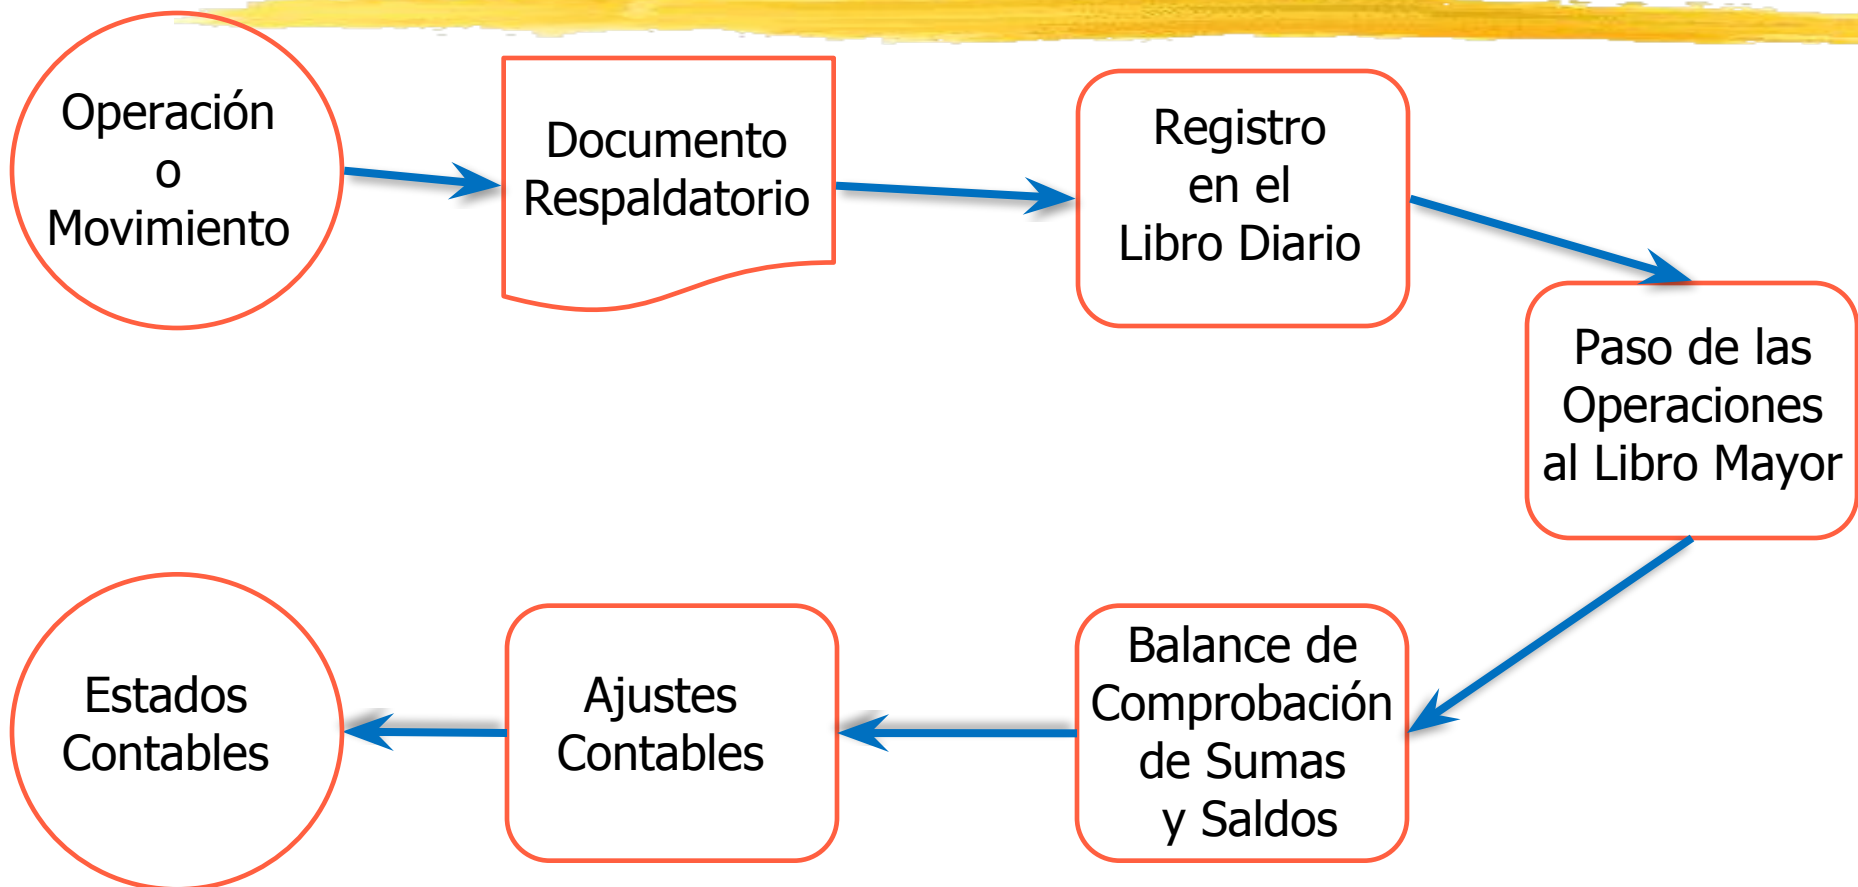 Operación
o
Movimiento
Documento
Respaldatorio
Registro
en el
Libro Diario
Paso de las
Operaciones
al Libro Mayor
Balance de
Comprobación
de Sumas
y Saldos
Ajustes
Contables
Estados
Contables